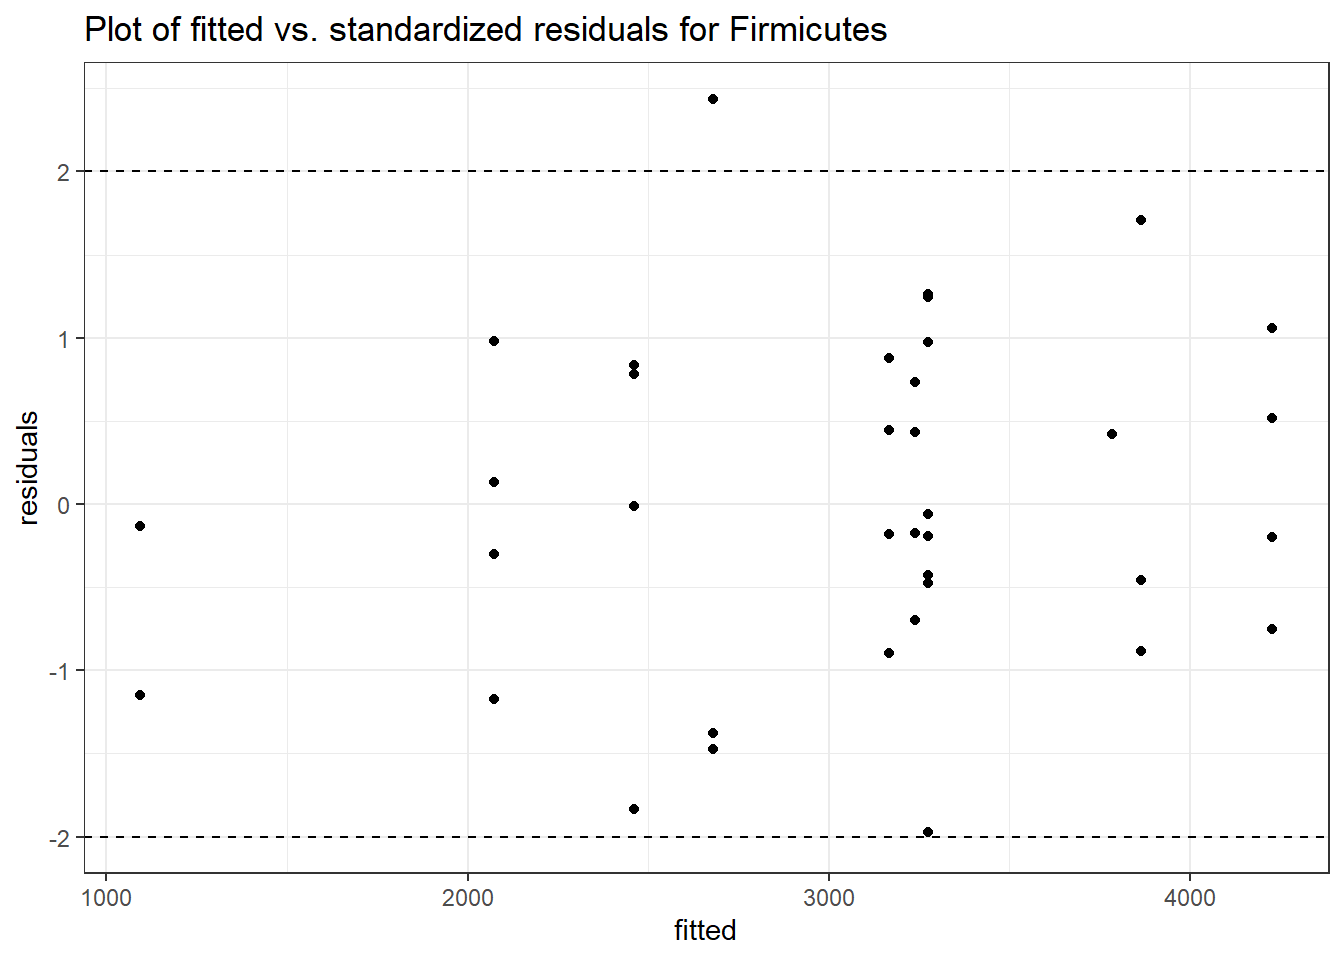 Plot of fitted vs. standardized residuals for Firmicutes
2
1
0
-1
-2
residuals
1000 2000 3000 4000
fitted